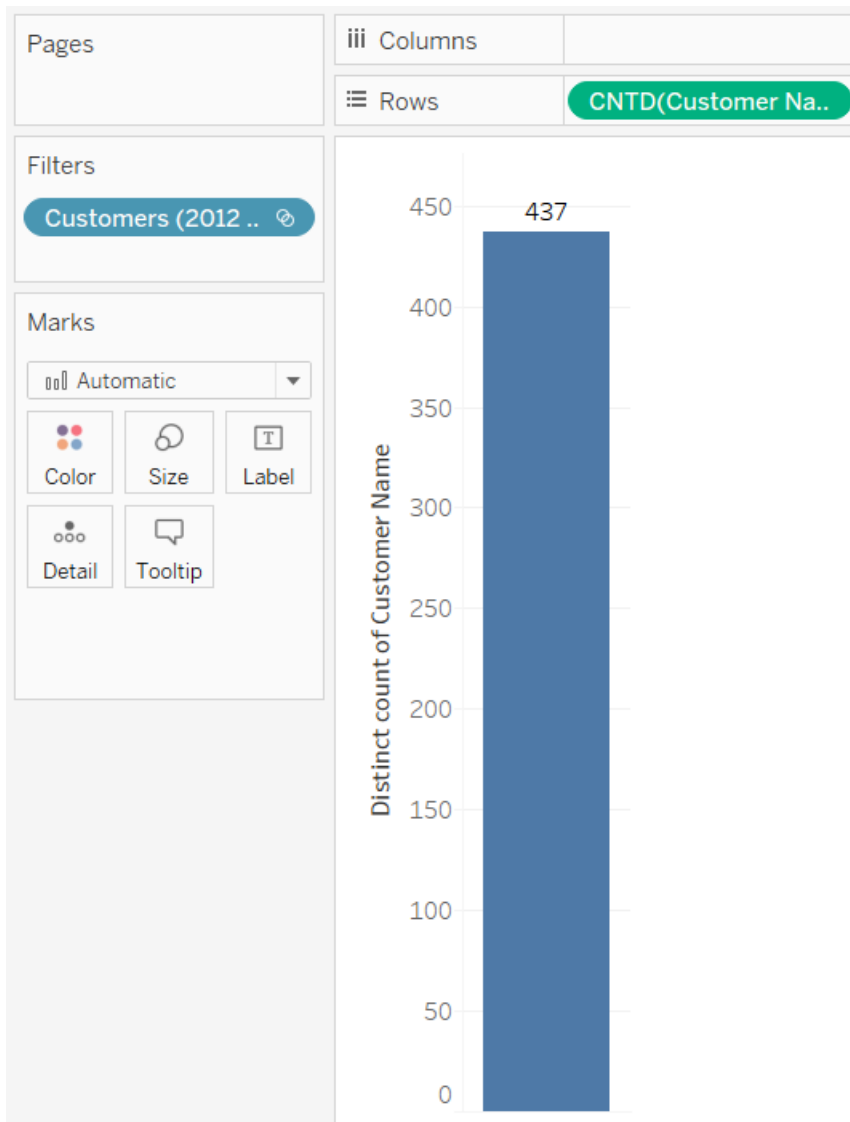 Pages
Columns
Rows
CNTD(Customer Na..
Filters
Customers (2012 ..
Marks
Automatic
Color
Size
T
Label
Detail
Tooltip
437
450
400
350
300
250
200
150
100
50
0
Distinct count of Customer Name